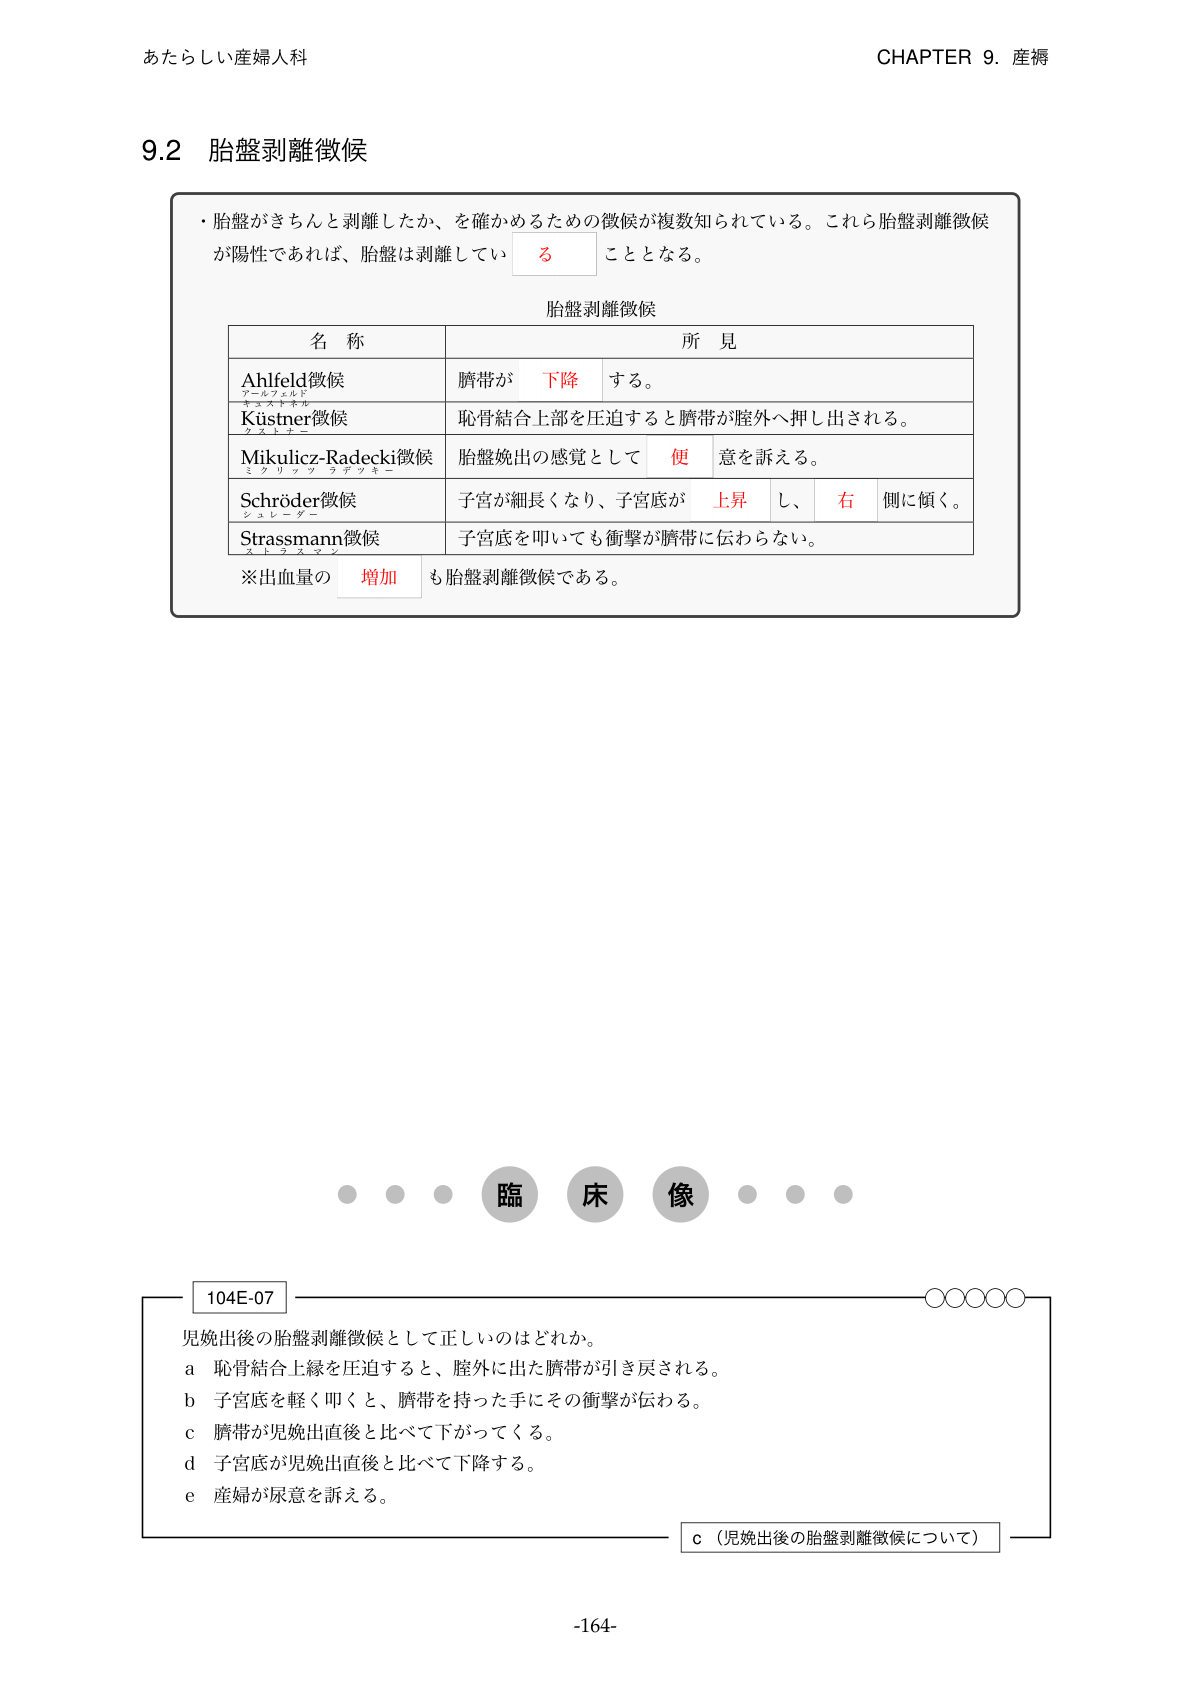 あたらしい産婦人科
CHAPTER 9. 産褥
9.2 胎盤剥離徴候
・胎盤がきちんと剥離したか、を確かめるための徴候が複数知られている。これら胎盤剥離徴候
が陽性であれば、胎盤は剥離してい る こととなる。
胎盤剥離徴候
名 称 所 見
Ahlfeld徴候 臍帯が 下降 する。
アールフェルド
キュストネル
Küstner徴候 恥骨結合上部を圧迫すると臍帯が腟外へ押し出される。
クストナー
Mikulicz-Radecki徴候 胎盤娩出の感覚として 便 意を訴える。
ミクリッツ ラデツキー
Schröder徴候 子宮が細長くなり、子宮底が 上昇 し、 右 側に傾く。
シュレーダー
Strassmann徴候 子宮底を叩いても衝撃が臍帯に伝わらない。
ストラスマン
※出血量の 増加 も胎盤剥離徴候である。
臨 床 像
104E-07
児娩出後の胎盤剥離徴候として正しいのはどれか。
a 恥骨結合上縁を圧迫すると、腟外に出た臍帯が引き戻される。
b 子宮底を軽く叩くと、臍帯を持った手にその衝撃が伝わる。
c 臍帯が児娩出直後と比べて下がってくる。
d 子宮底が児娩出直後と比べて下降する。
e 産婦が尿意を訴える。
c （児娩出後の胎盤剥離徴候について）
-164-